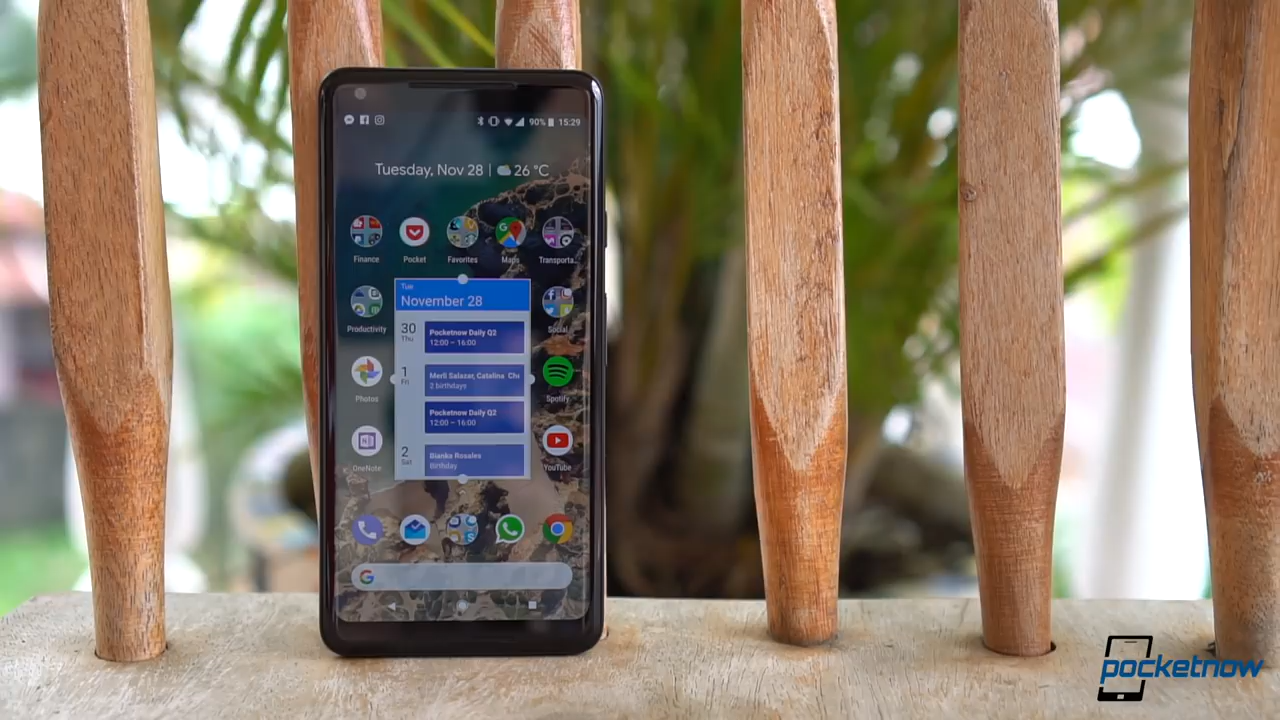 90% 15:29
Tuesday, Nov 28 | 26 °C
Finance Pocket Favorites Maps Transporta...
Tue
November 28
30
Thu
Pocketnow Daily Q2
12:00 – 16:00
1
Fri
Merli Salazar, Catalina Che
2 birthdays
Pocketnow Daily Q2
12:00 – 16:00
2
Sat
Bianka Rosales
Birthday
Productivity
Social
Photos
Spotify
OneNote
YouTube
pocketnow